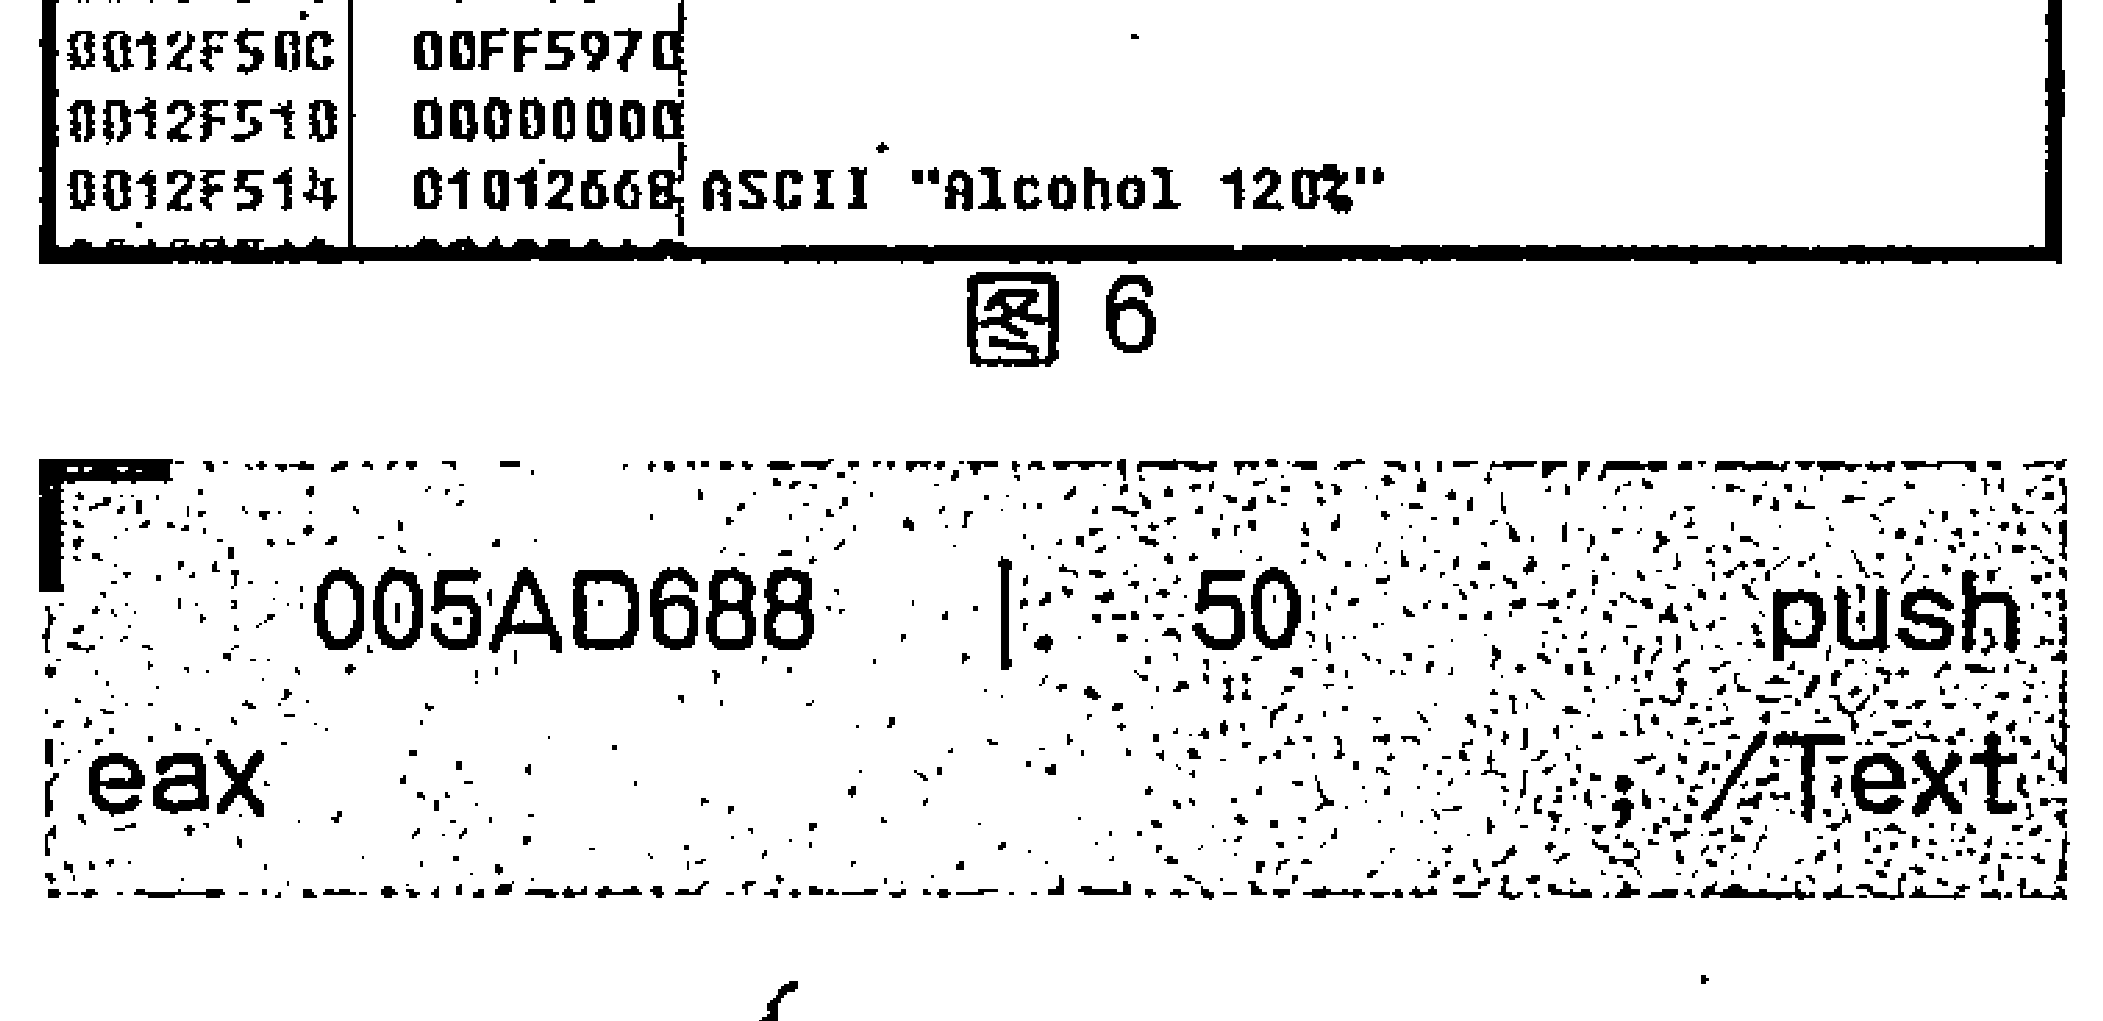 0012F50C 00FF5970
0012F510 00000000
0012F514 01012668 ASCII "Alcohol 120%"
图 6
005AD688 |. 50 push
eax ; /Text